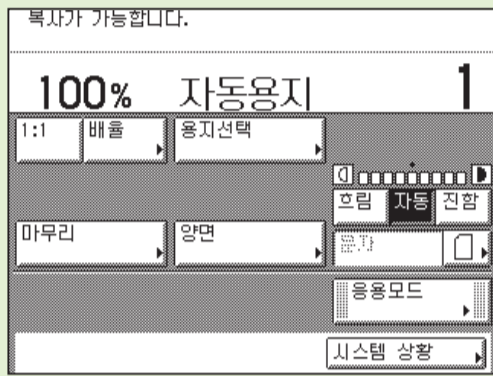 복사가 가능합니다.
100% 자동용지 1
1:1 배율 용지선택
흐림 자동 진함
마무리 양면 문자
응용모드
시스템 상황